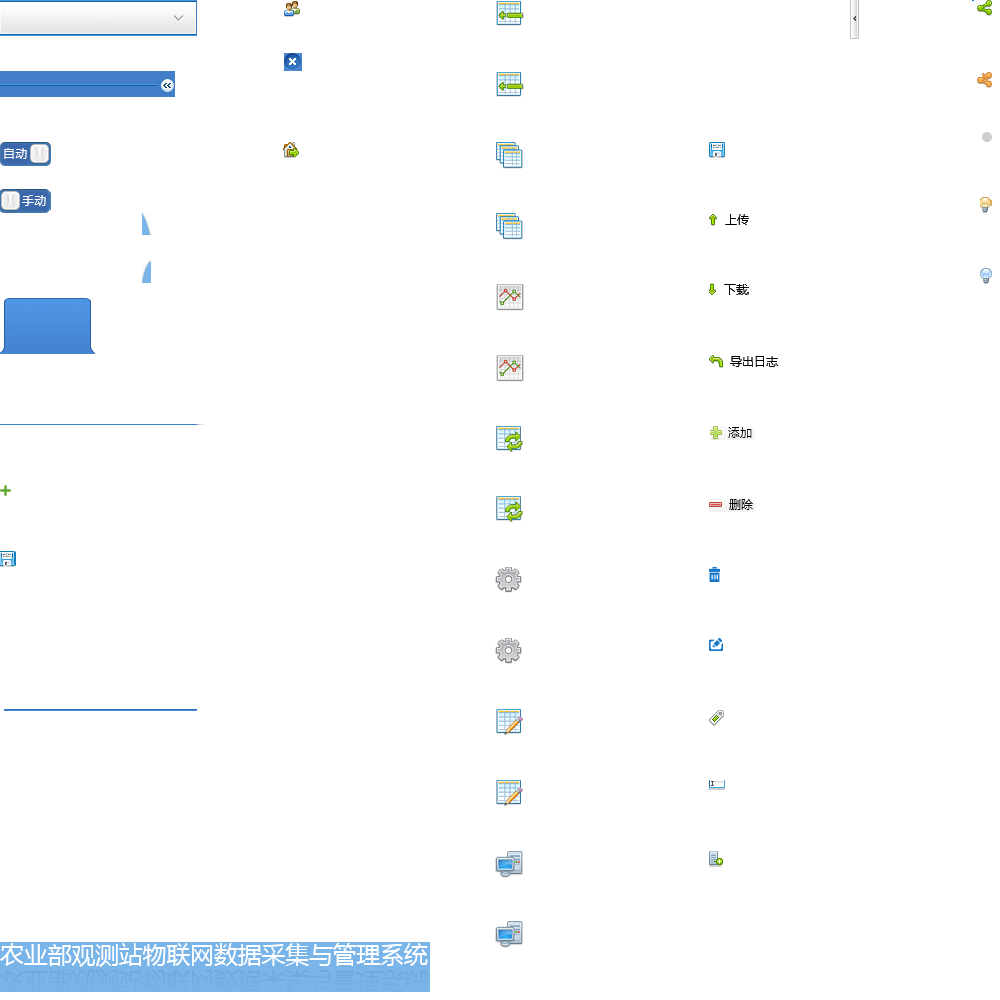 自动
手动
上传
下载
导出日志
添加
删除
农业部观测站物联网数据采集与管理系统